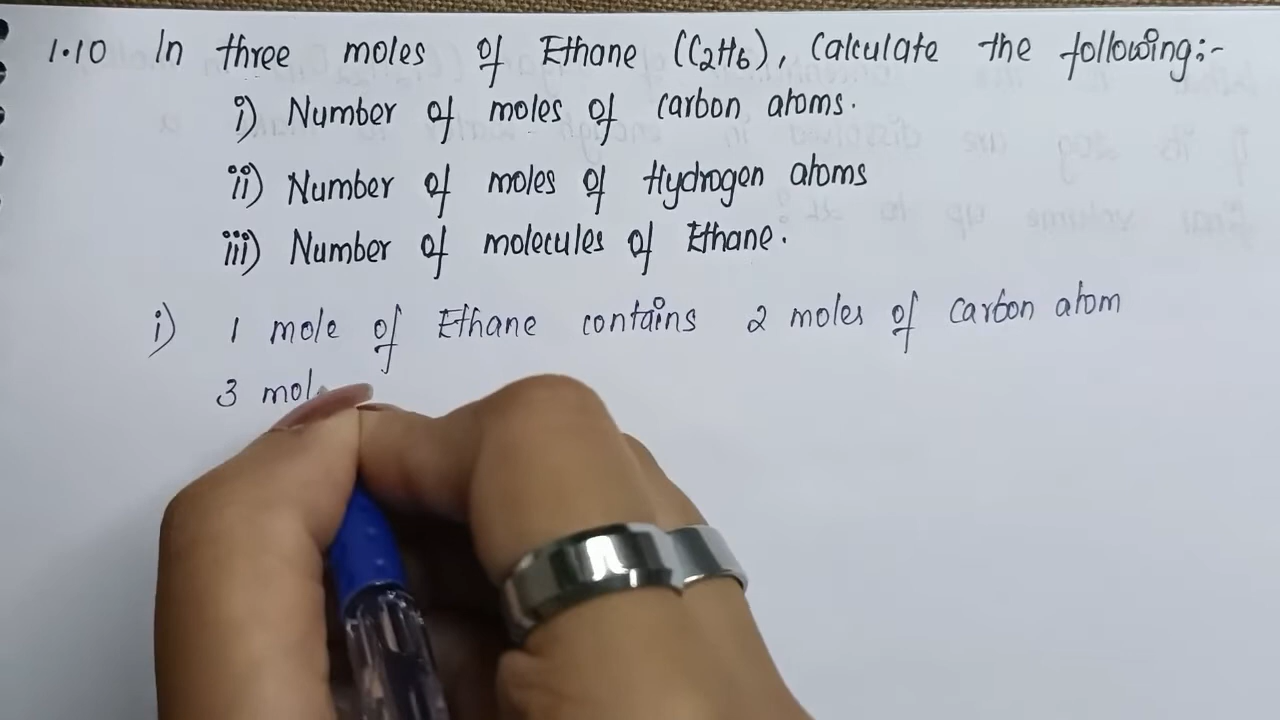 1.10 In three moles of Ethane (C₂H₆), Calculate the following:-
i) Number of moles of carbon atoms.
ii) Number of moles of Hydrogen atoms
iii) Number of molecules of Ethane.
i) 1 mole of Ethane contains 2 moles of carbon atom
3 mol